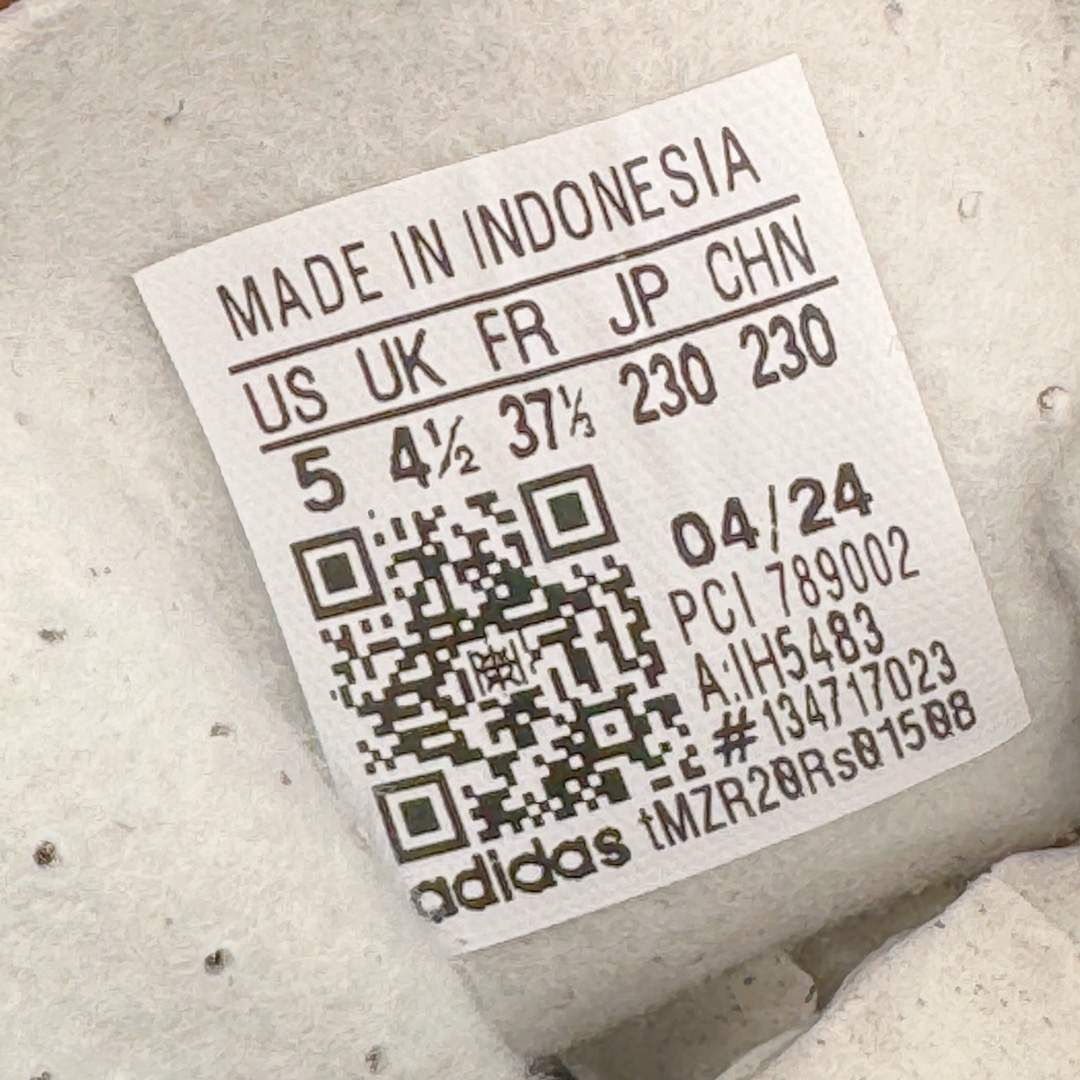 MADE IN INDONESIA
US UK FR JP CHN
5 4½ 37⅓ 230 230
04/24
PCI 789002
A:IH5483
#134717023
adidas tMZR20Rs01508